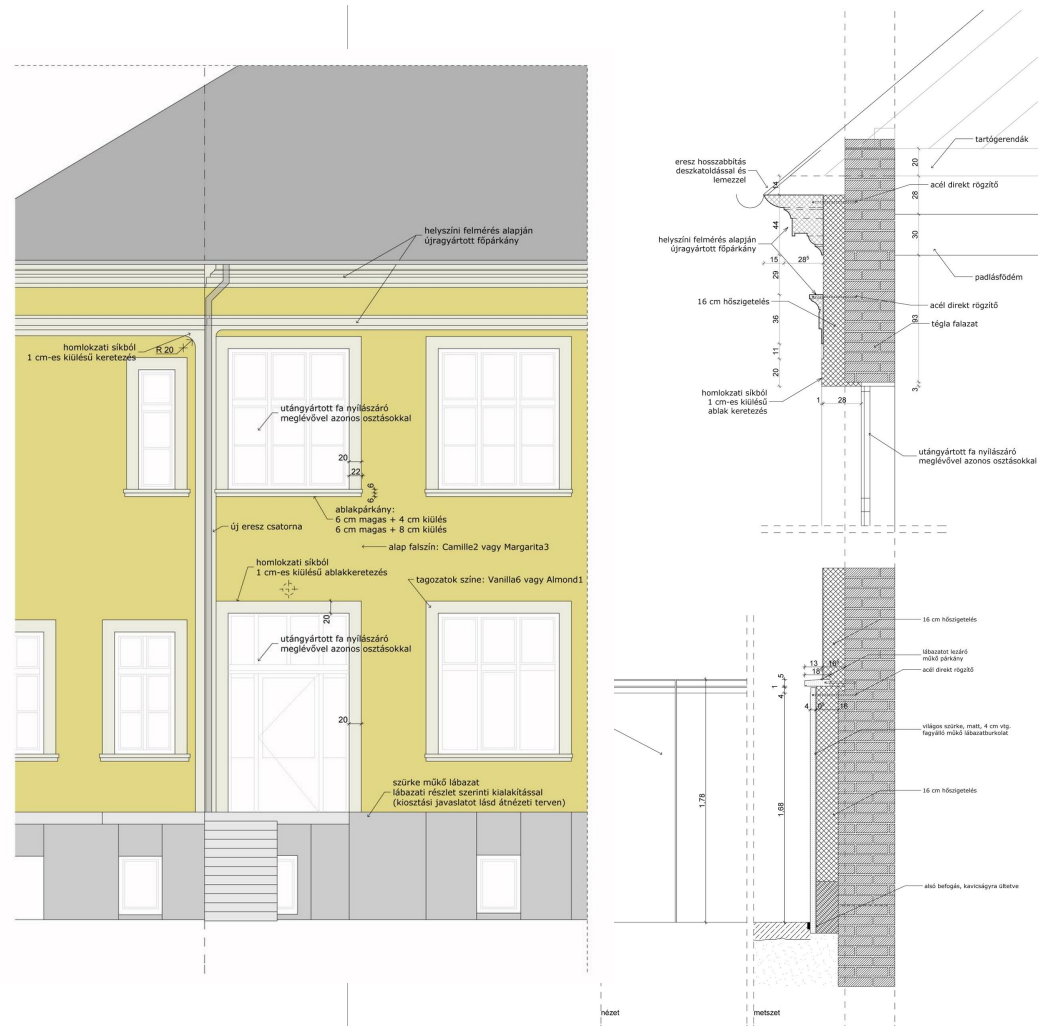 helyszíni felmérés alapján
újragyártott főpárkány
homlokzati síkból
1 cm-es kiülésű keretezés
R 20
utángyártott fa nyílászáró
meglévővel azonos osztásokkal
20
22
6
6
ablakpárkány:
6 cm magas + 4 cm kiülés
6 cm magas + 8 cm kiülés
új eresz csatorna
alap falszín: Camille2 vagy Margarita3
homlokzati síkból
1 cm-es kiülésű ablakkeretezés
tagozatok színe: Vanilla6 vagy Almond1
20
utángyártott fa nyílászáró
meglévővel azonos osztásokkal
20
szürke műkő lábazat
lábazati részlet szerinti kialakítással
(kiosztási javaslatot lásd átnézeti terven)
tartógerendák
20
eresz hosszabbítás
deszkatoldással és
lemezzel
14
acél direkt rögzítő
28
44
helyszíni felmérés alapján
újragyártott főpárkány
30
15
28⁵
29
padlásfödém
16 cm hőszigetelés
acél direkt rögzítő
36
93
tégla falazat
11
20
3
homlokzati síkból
1 cm-es kiülésű
ablak keretezés
1
28
utángyártott fa nyílászáró
meglévővel azonos osztásokkal
16 cm hőszigetelés
lábazatot lezáró
műkő párkány
13
16⁵
18
acél direkt rögzítő
5
1
4
4
6⁵
16
világos szürke, matt, 4 cm vtg.
fagyálló műkő lábazatburkolat
1,78
1,68
16 cm hőszigetelés
alsó befogás, kavicságyra ültetve
nézet
metszet